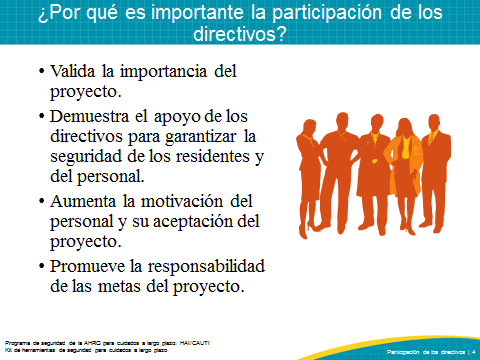 ¿Por qué es importante la participación de los
directivos?
• Valida la importancia del
proyecto.
• Demuestra el apoyo de los
directivos para garantizar la
seguridad de los residentes y
del personal.
• Aumenta la motivación del
personal y su aceptación del
proyecto.
• Promueve la responsabilidad
de las metas del proyecto.
Programa de seguridad de la AHRQ para cuidados a largo plazo: HAI/CAUTI
Kit de herramientas de seguridad para cuidados a largo plazo
Participación de los directivos | 4